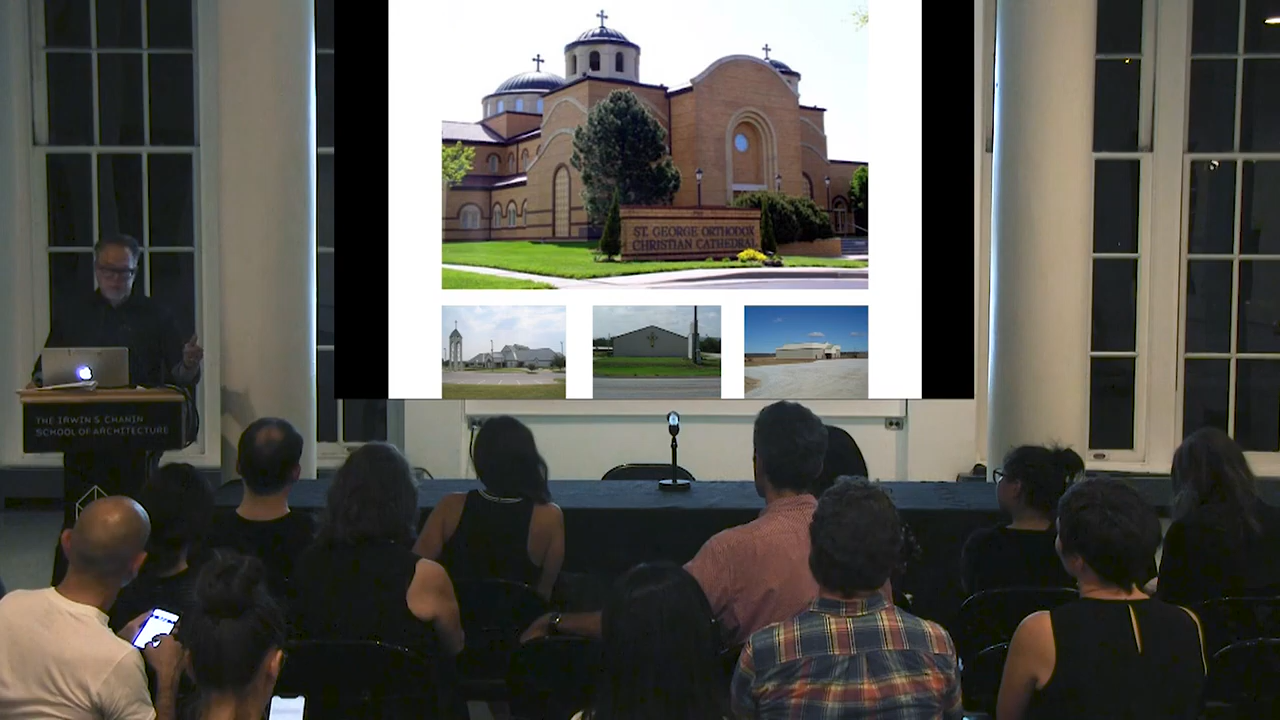 ST. GEORGE ORTHODOX
CHRISTIAN CATHEDRAL
THE IRWIN S. CHANIN
SCHOOL OF ARCHITECTURE